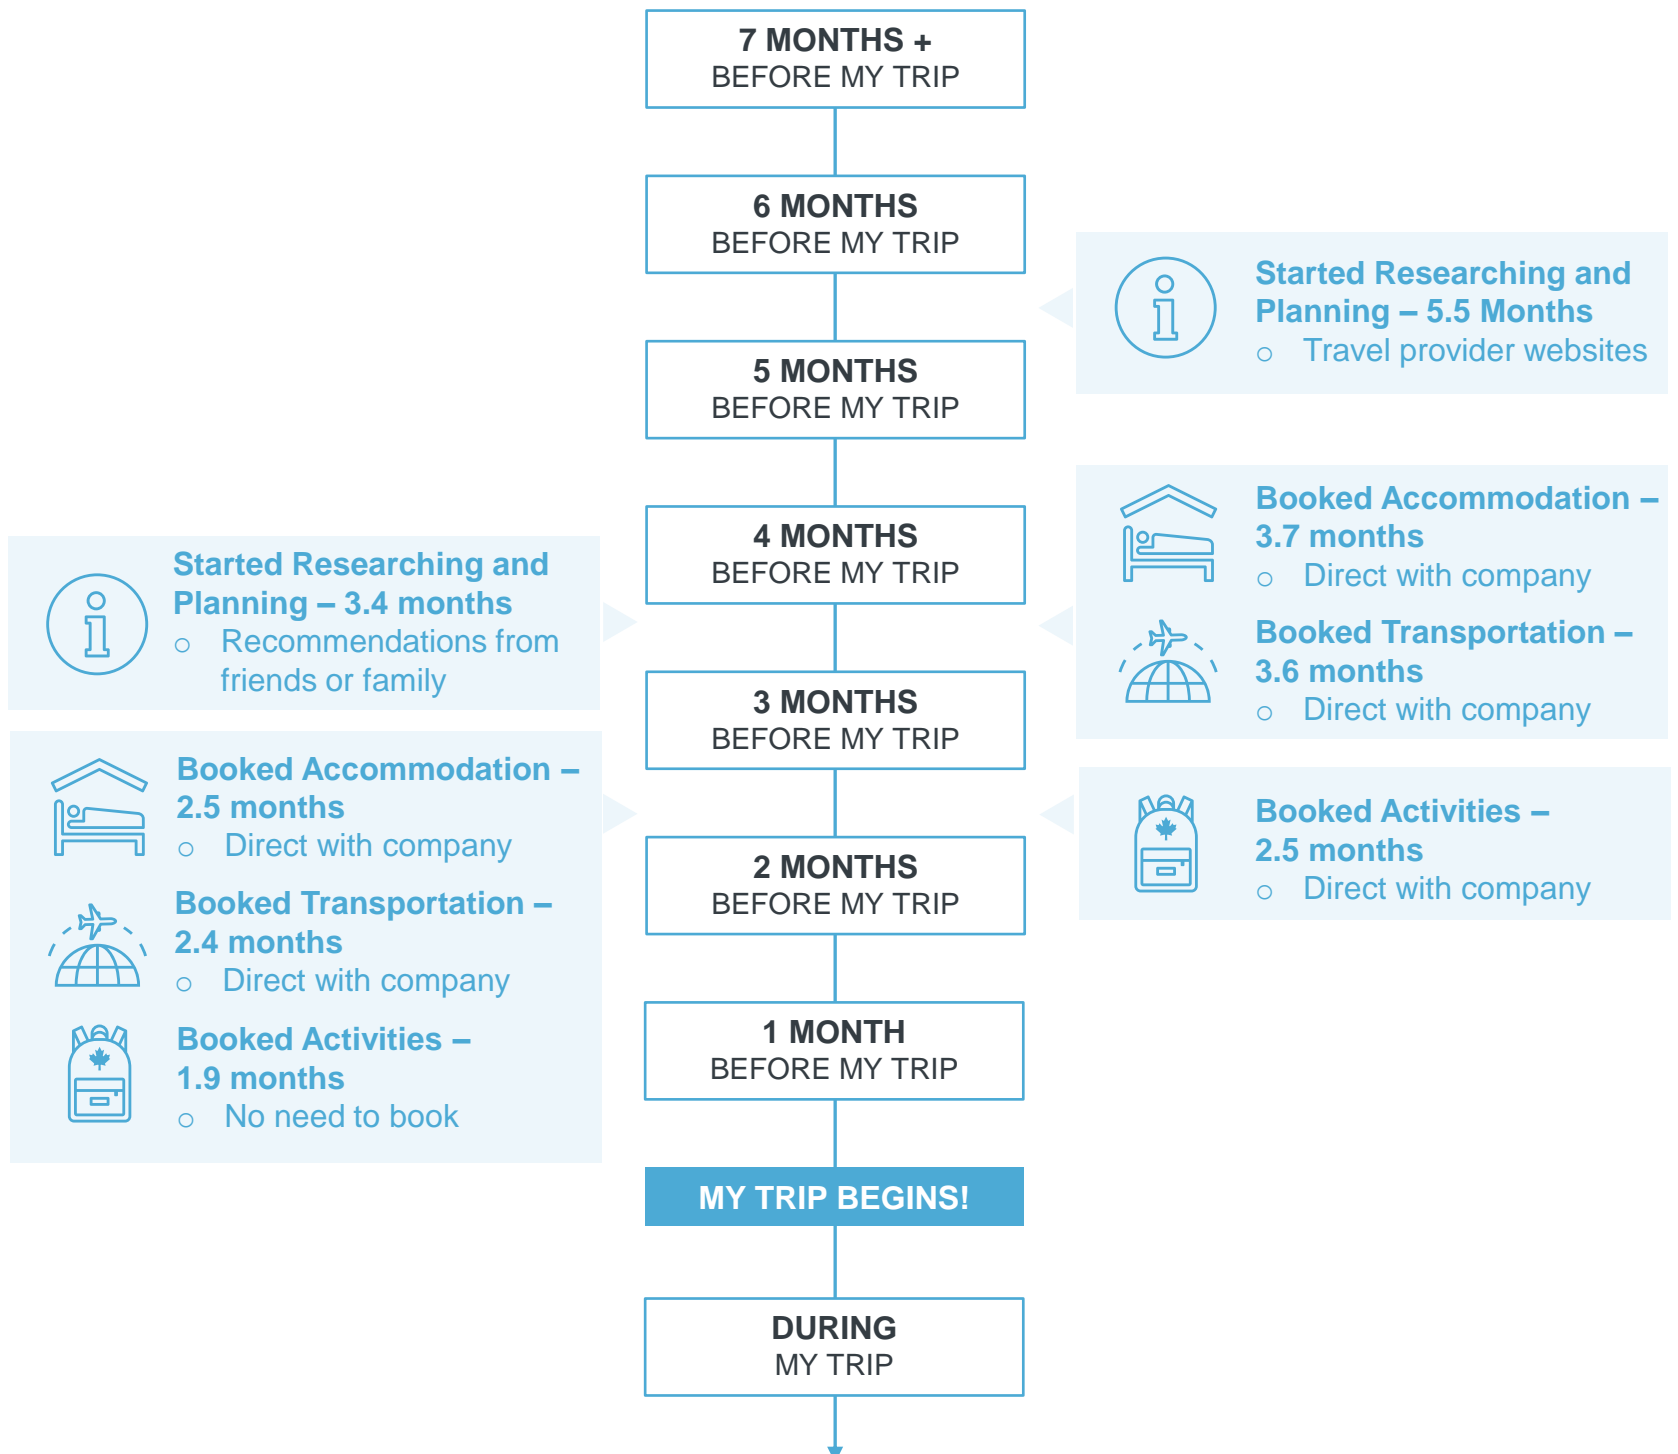 7 MONTHS +
BEFORE MY TRIP
6 MONTHS
BEFORE MY TRIP
Started Researching and
Planning – 5.5 Months
○ Travel provider websites
5 MONTHS
BEFORE MY TRIP
Booked Accommodation –
3.7 months
○ Direct with company
Booked Transportation –
3.6 months
○ Direct with company
4 MONTHS
BEFORE MY TRIP
Started Researching and
Planning – 3.4 months
○ Recommendations from
friends or family
3 MONTHS
BEFORE MY TRIP
Booked Accommodation –
2.5 months
○ Direct with company
Booked Transportation –
2.4 months
○ Direct with company
Booked Activities –
1.9 months
○ No need to book
Booked Activities –
2.5 months
○ Direct with company
2 MONTHS
BEFORE MY TRIP
1 MONTH
BEFORE MY TRIP
MY TRIP BEGINS!
DURING
MY TRIP